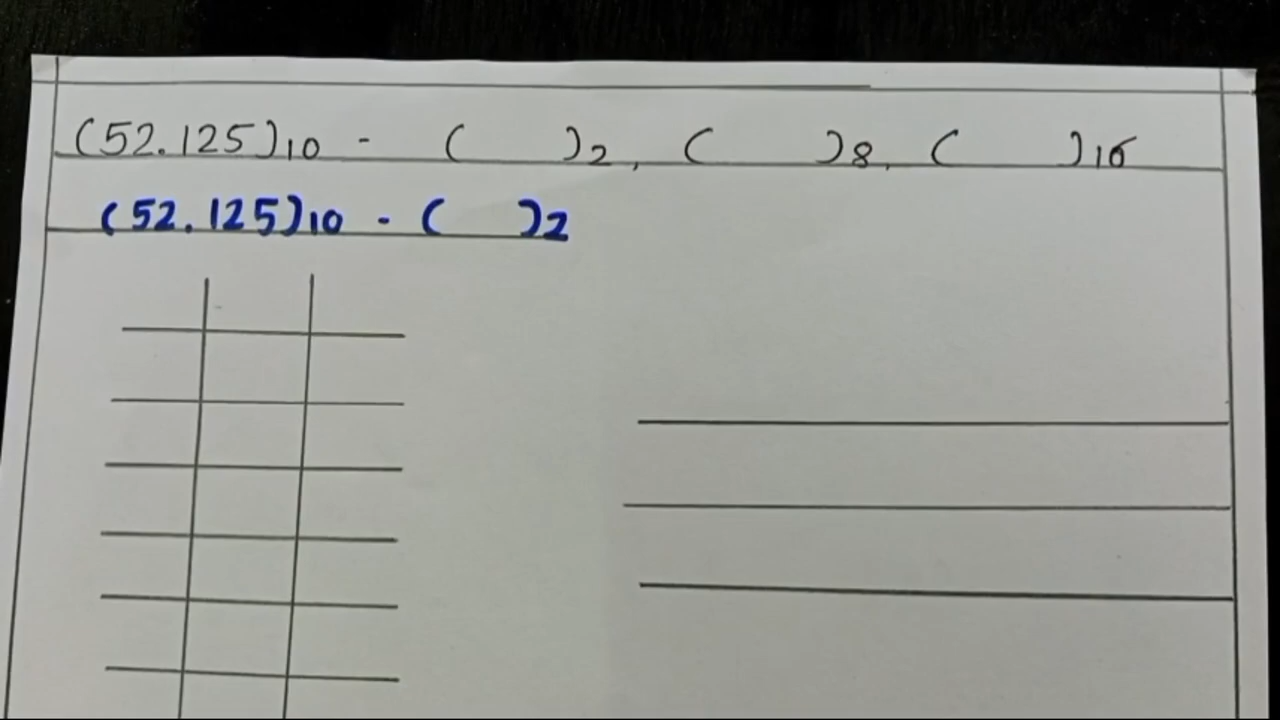 (52.125)10 - (    )2, (    )8, (    )16
(52.125)10 - (    )2